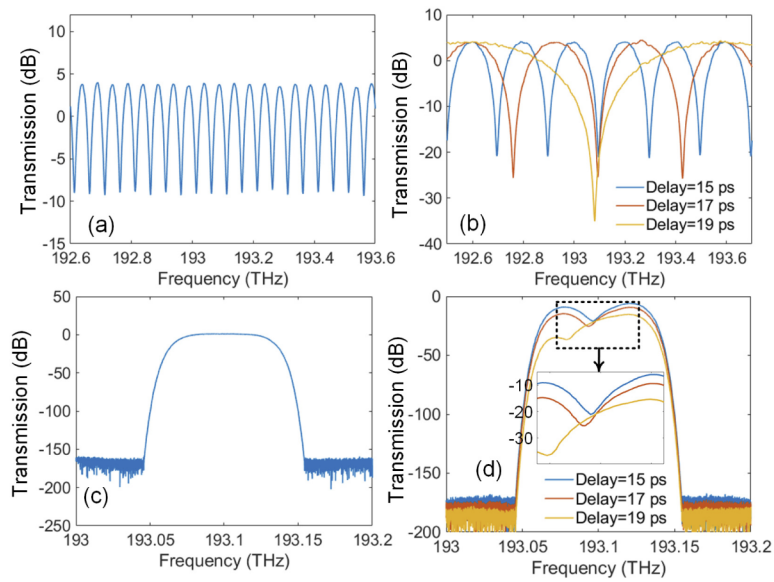 10
5
0
-5
-10
-15
Transmission (dB)
(a)
192.6 192.8 193 193.2 193.4 193.6
Frequency (THz)
10
0
-10
-20
-30
-40
Transmission (dB)
(b)
Delay=15 ps
Delay=17 ps
Delay=19 ps
192.6 192.8 193 193.2 193.4 193.6
Frequency (THz)
50
0
-50
-100
-150
-200
-250
Transmission (dB)
(c)
193 193.05 193.1 193.15 193.2
Frequency (THz)
0
-50
-100
-150
-200
Transmission (dB)
-10
-20
-30
(d)
Delay=15 ps
Delay=17 ps
Delay=19 ps
193 193.05 193.1 193.15 193.2
Frequency (THz)